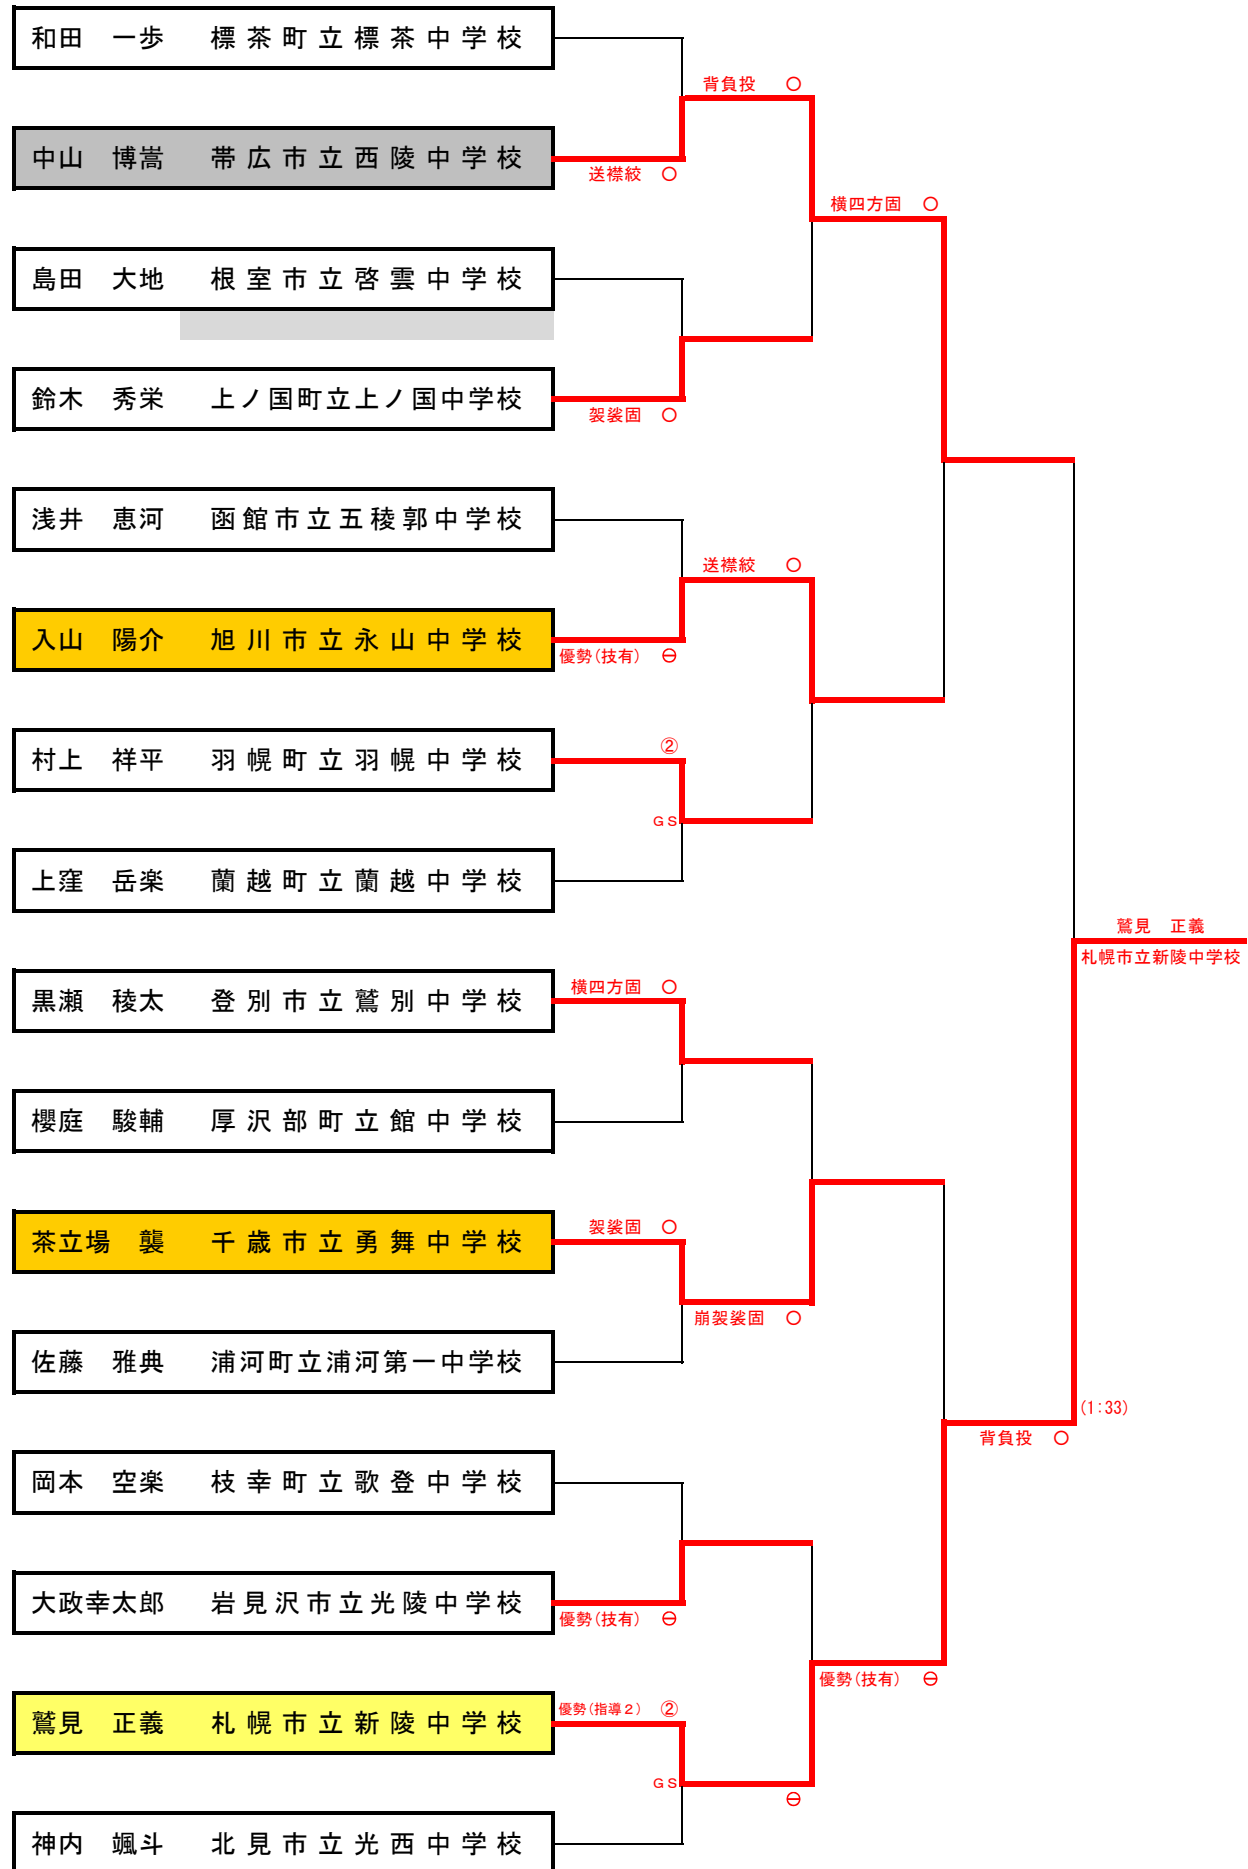 和田　一歩　標茶町立標茶中学校
背負投　○
中山　博嵩　帯広市立西陵中学校
送襟絞　○
横四方固　○
島田　大地　根室市立啓雲中学校
鈴木　秀栄　上ノ国町立上ノ国中学校
袈裟固　○
浅井　恵河　函館市立五稜郭中学校
送襟絞　○
入山　陽介　旭川市立永山中学校
優勢(技有)　⊖
村上　祥平　羽幌町立羽幌中学校
②
ＧＳ
上窪　岳楽　蘭越町立蘭越中学校
鷲見　正義
札幌市立新陵中学校
黒瀬　稜太　登別市立鷲別中学校
横四方固　○
櫻庭　駿輔　厚沢部町立館中学校
茶立場　襲　千歳市立勇舞中学校
袈裟固　○
崩袈裟固　○
佐藤　雅典　浦河町立浦河第一中学校
(1:33)
背負投　○
岡本　空楽　枝幸町立歌登中学校
大政幸太郎　岩見沢市立光陵中学校
優勢(技有)　⊖
優勢(技有)　⊖
鷲見　正義　札幌市立新陵中学校
優勢(指導２)　②
ＧＳ
⊖
神内　颯斗　北見市立光西中学校